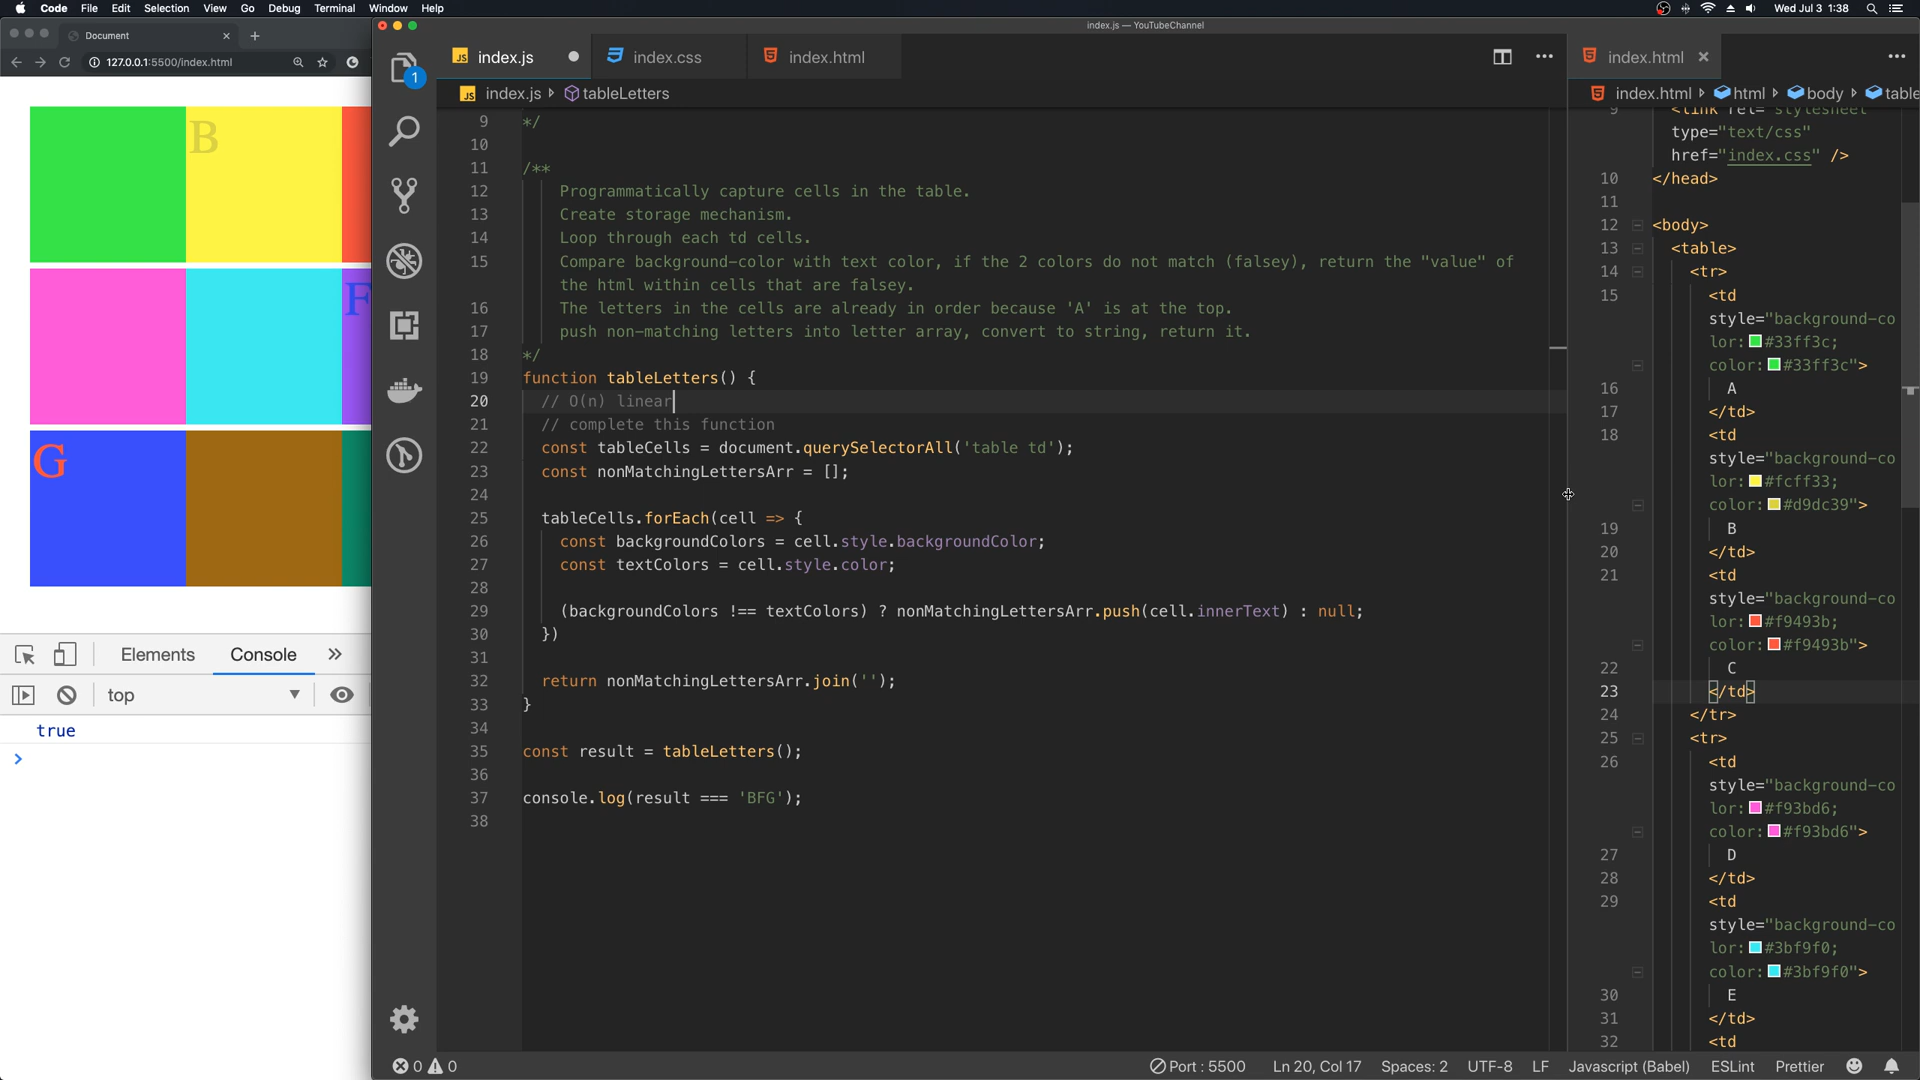 Code File Edit Selection View Go Debug Terminal Window Help
Wed Jul 3 1:38
Document
127.0.0.1:5500/index.html
B
F
G
Elements Console
top
true
index.js — YouTubeChannel
1
JS index.js index.css index.html
JS index.js tableLetters
9 */
10
11 /**
12 Programmatically capture cells in the table.
13 Create storage mechanism.
14 Loop through each td cells.
15 Compare background-color with text color, if the 2 colors do not match (falsey), return the "value" of
the html within cells that are falsey.
16 The letters in the cells are already in order because 'A' is at the top.
17 push non-matching letters into letter array, convert to string, return it.
18 */
19 function tableLetters() {
20 // O(n) linear
21 // complete this function
22 const tableCells = document.querySelectorAll('table td');
23 const nonMatchingLettersArr = [];
24
25 tableCells.forEach(cell => {
26 const backgroundColors = cell.style.backgroundColor;
27 const textColors = cell.style.color;
28
29 (backgroundColors !== textColors) ? nonMatchingLettersArr.push(cell.innerText) : null;
30 })
31
32 return nonMatchingLettersArr.join('');
33 }
34
35 const result = tableLetters();
36
37 console.log(result === 'BFG');
38
index.html
index.html html body table
9 <link rel="stylesheet"
type="text/css"
href="index.css" />
10 </head>
11
12 <body>
13 <table>
14 <tr>
15 <td
style="background-co
lor: #33ff3c;
color: #33ff3c">
16 A
17 </td>
18 <td
style="background-co
lor: #fcff33;
color: #d9dc39">
19 B
20 </td>
21 <td
style="background-co
lor: #f9493b;
color: #f9493b">
22 C
23 </td>
24 </tr>
25 <tr>
26 <td
style="background-co
lor: #f93bd6;
color: #f93bd6">
27 D
28 </td>
29 <td
style="background-co
lor: #3bf9f0;
color: #3bf9f0">
30 E
31 </td>
32 <td
0 0
Port : 5500 Ln 20, Col 17 Spaces: 2 UTF-8 LF Javascript (Babel) ESLint Prettier